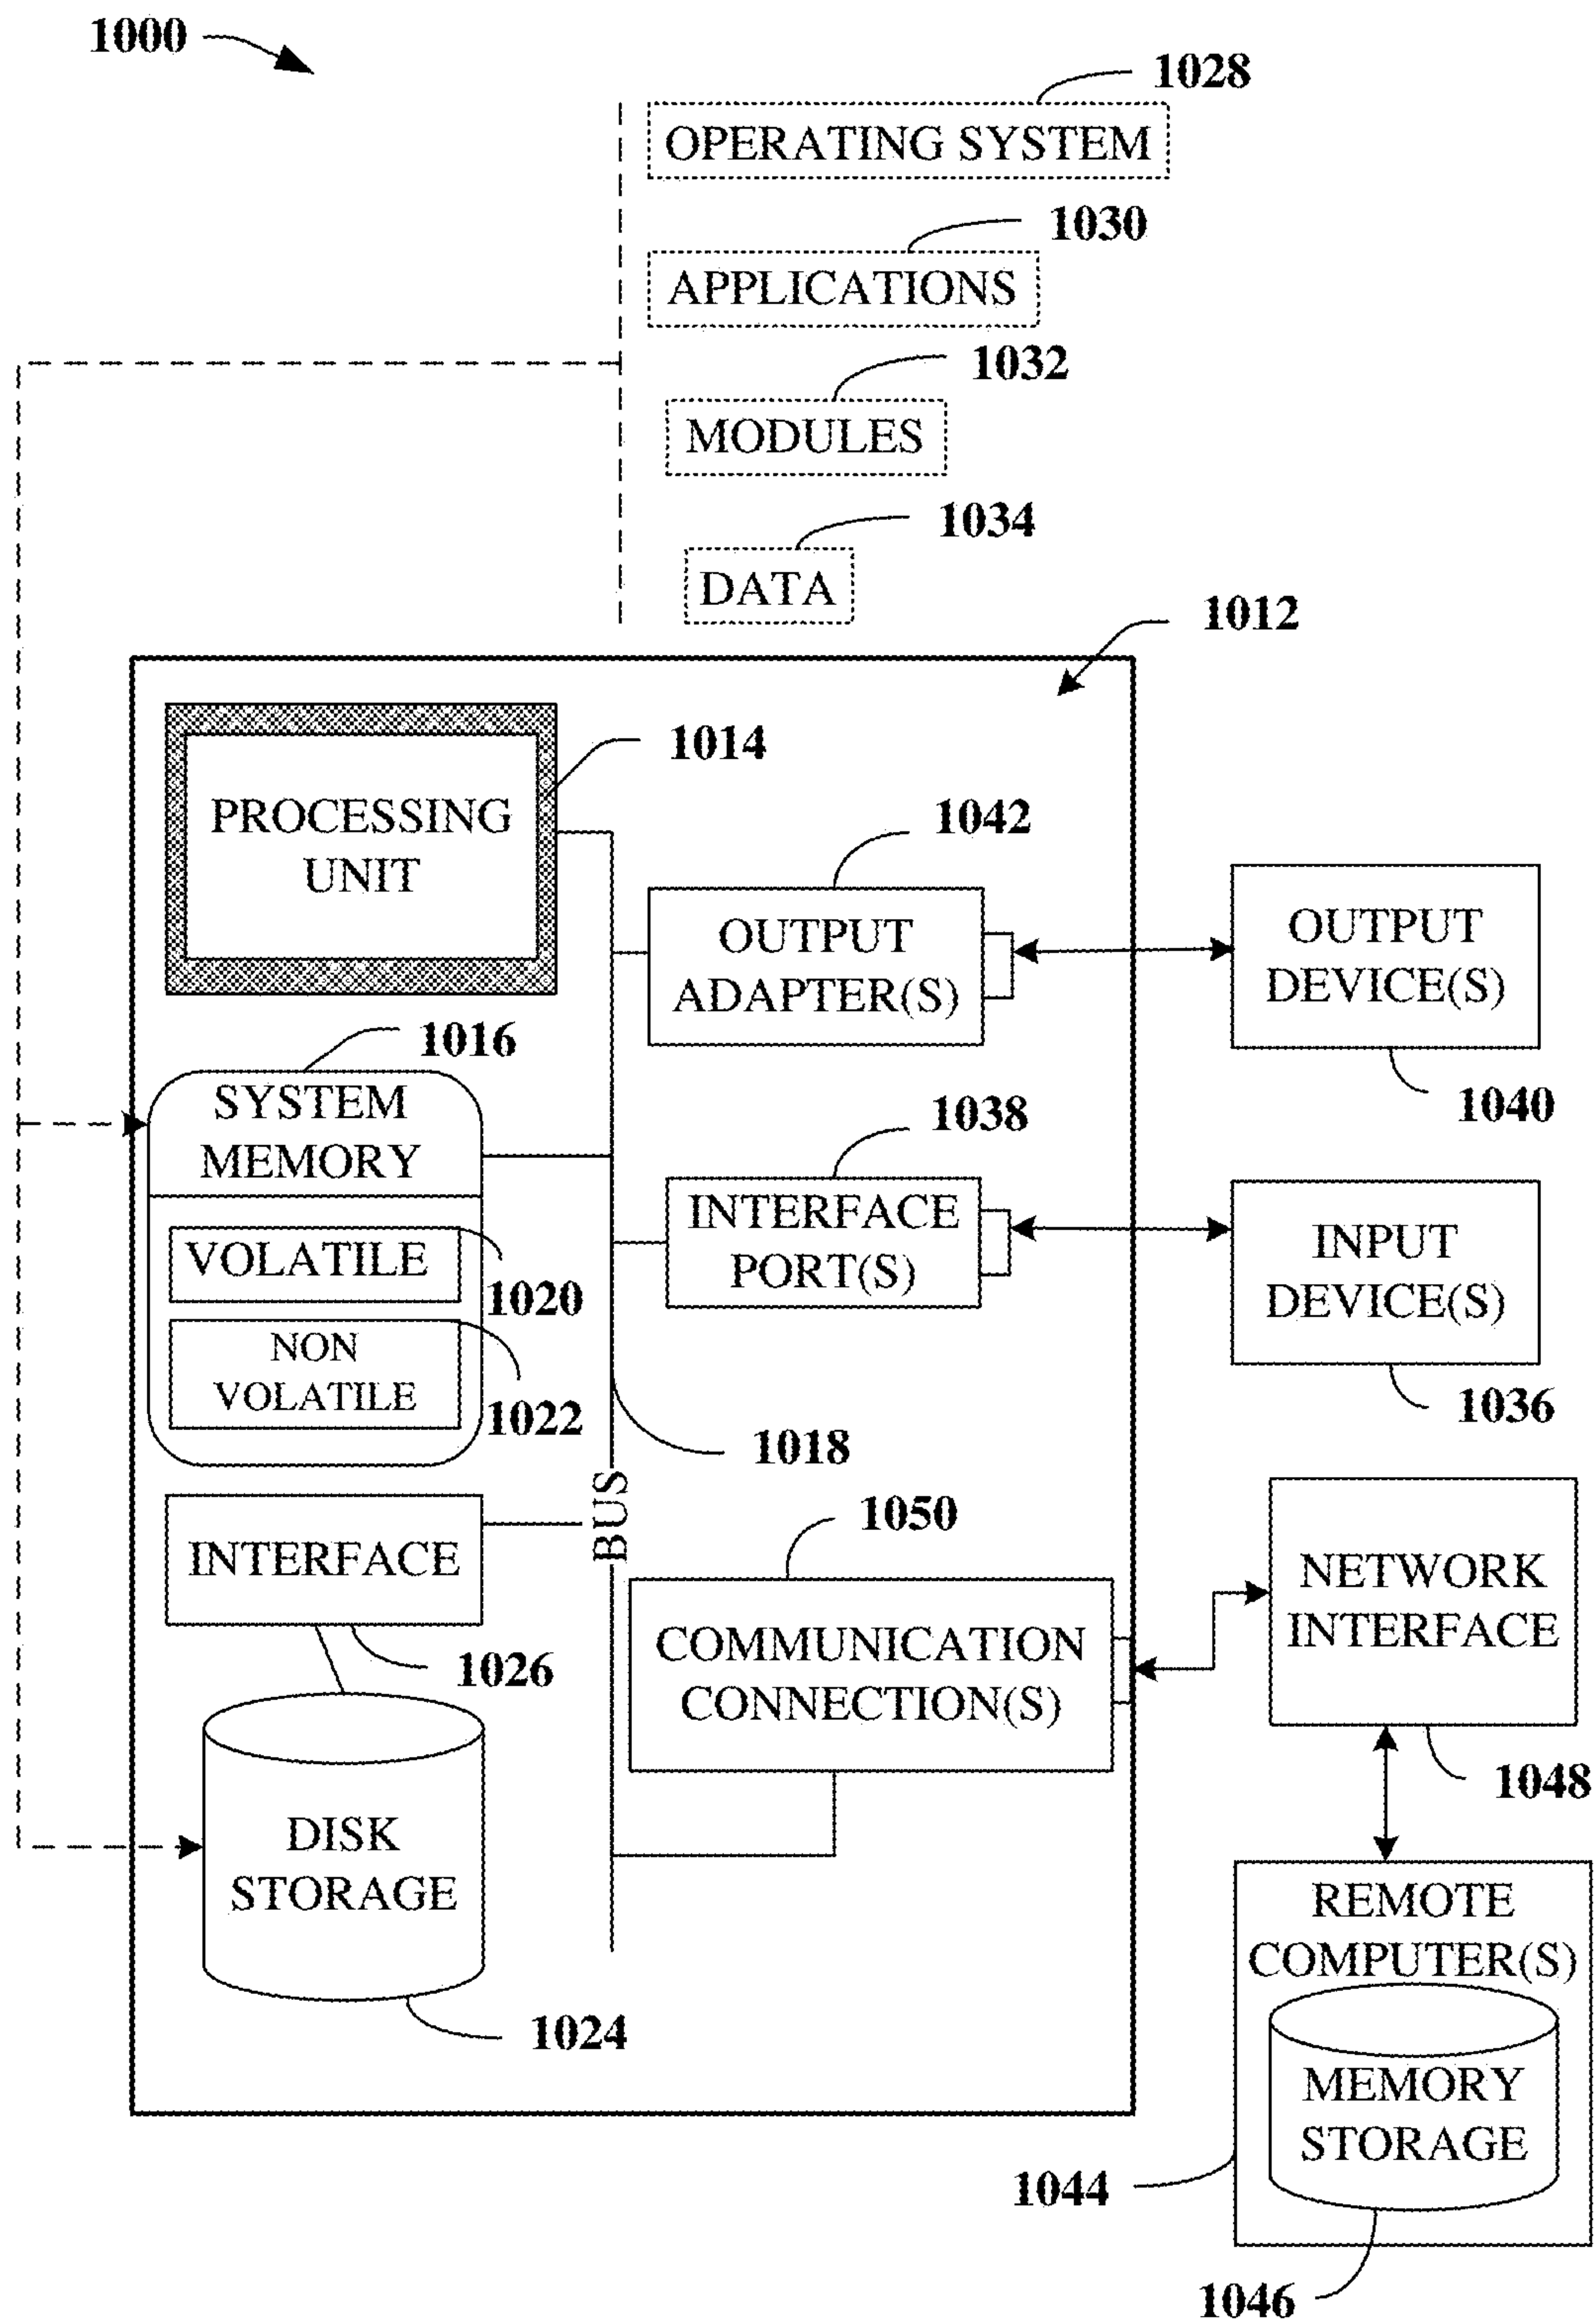 1000
1028
OPERATING SYSTEM
1030
APPLICATIONS
1032
MODULES
1034
DATA
1012
1014
PROCESSING
UNIT
1042
OUTPUT
ADAPTER(S)
OUTPUT
DEVICE(S)
1040
1016
SYSTEM
MEMORY
VOLATILE
1020
NON
VOLATILE
1022
1038
INTERFACE
PORT(S)
INPUT
DEVICE(S)
1036
1018
BUS
INTERFACE
1026
1050
COMMUNICATION
CONNECTION(S)
NETWORK
INTERFACE
1048
DISK
STORAGE
1024
REMOTE
COMPUTER(S)
MEMORY
STORAGE
1044
1046